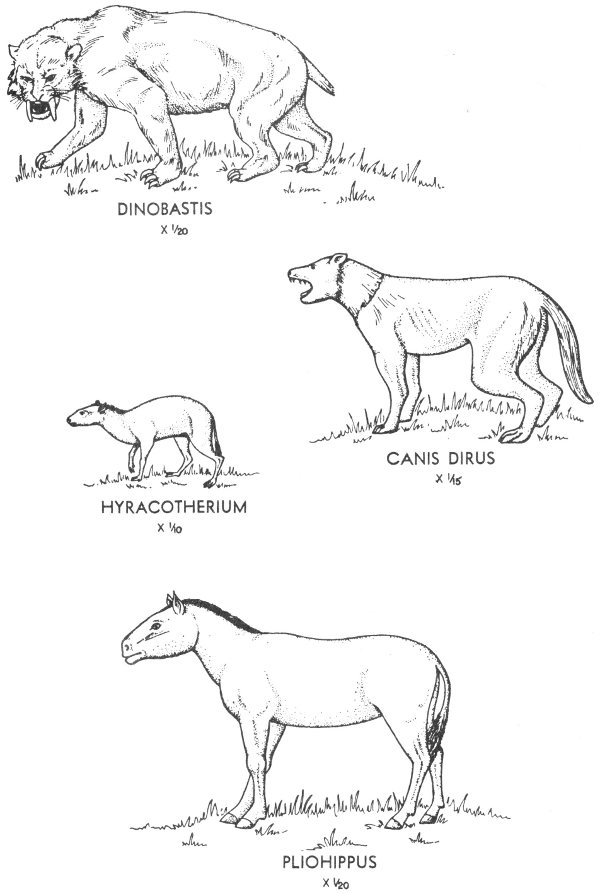 DINOBASTIS
X 1/20
CANIS DIRUS
X 1/15
HYRACOTHERIUM
X 1/10
PLIOHIPPUS
X 1/20